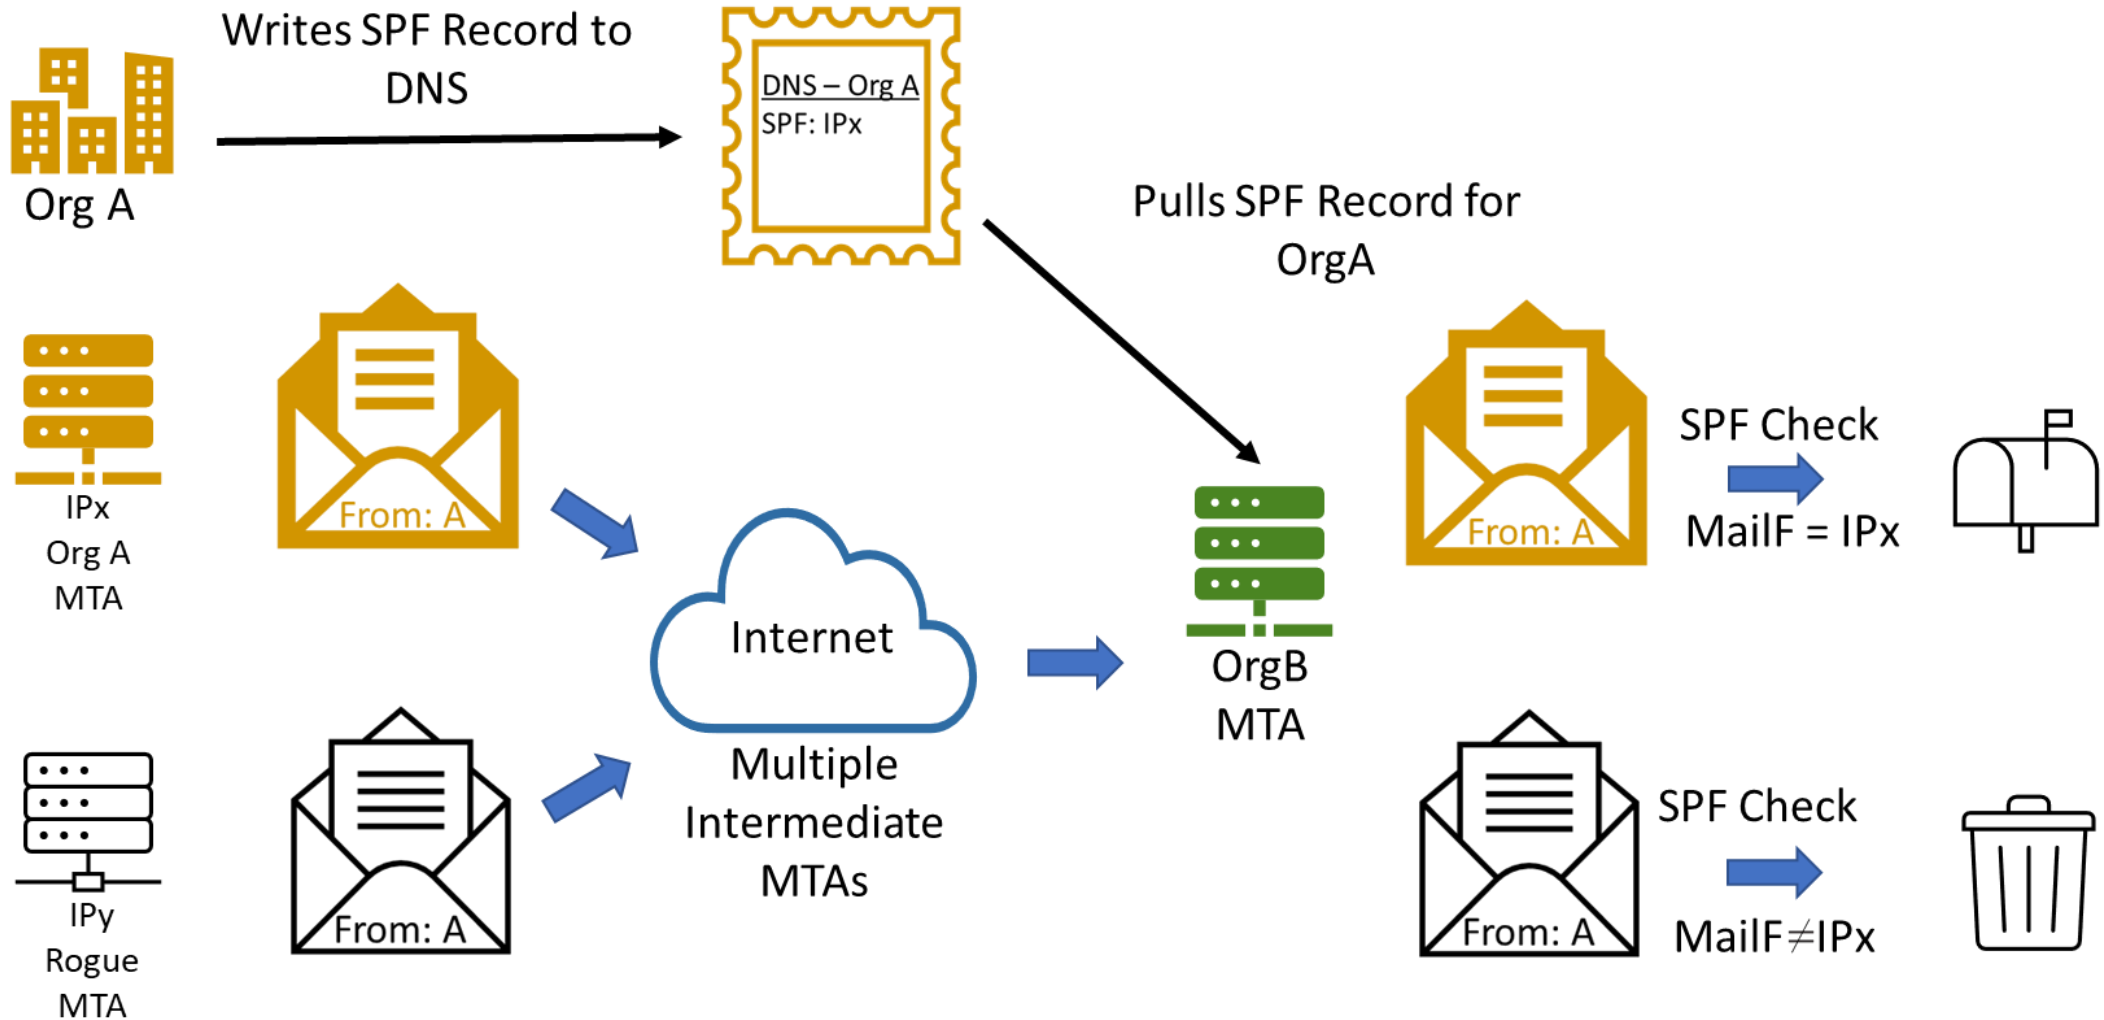 Writes SPF Record to
DNS
Org A
DNS – Org A
SPF: IPx
Pulls SPF Record for
OrgA
IPx
Org A
MTA
From: A
Internet
Multiple
Intermediate
MTAs
IPy
Rogue
MTA
From: A
OrgB
MTA
From: A
SPF Check
MailF = IPx
From: A
SPF Check
MailF≠IPx